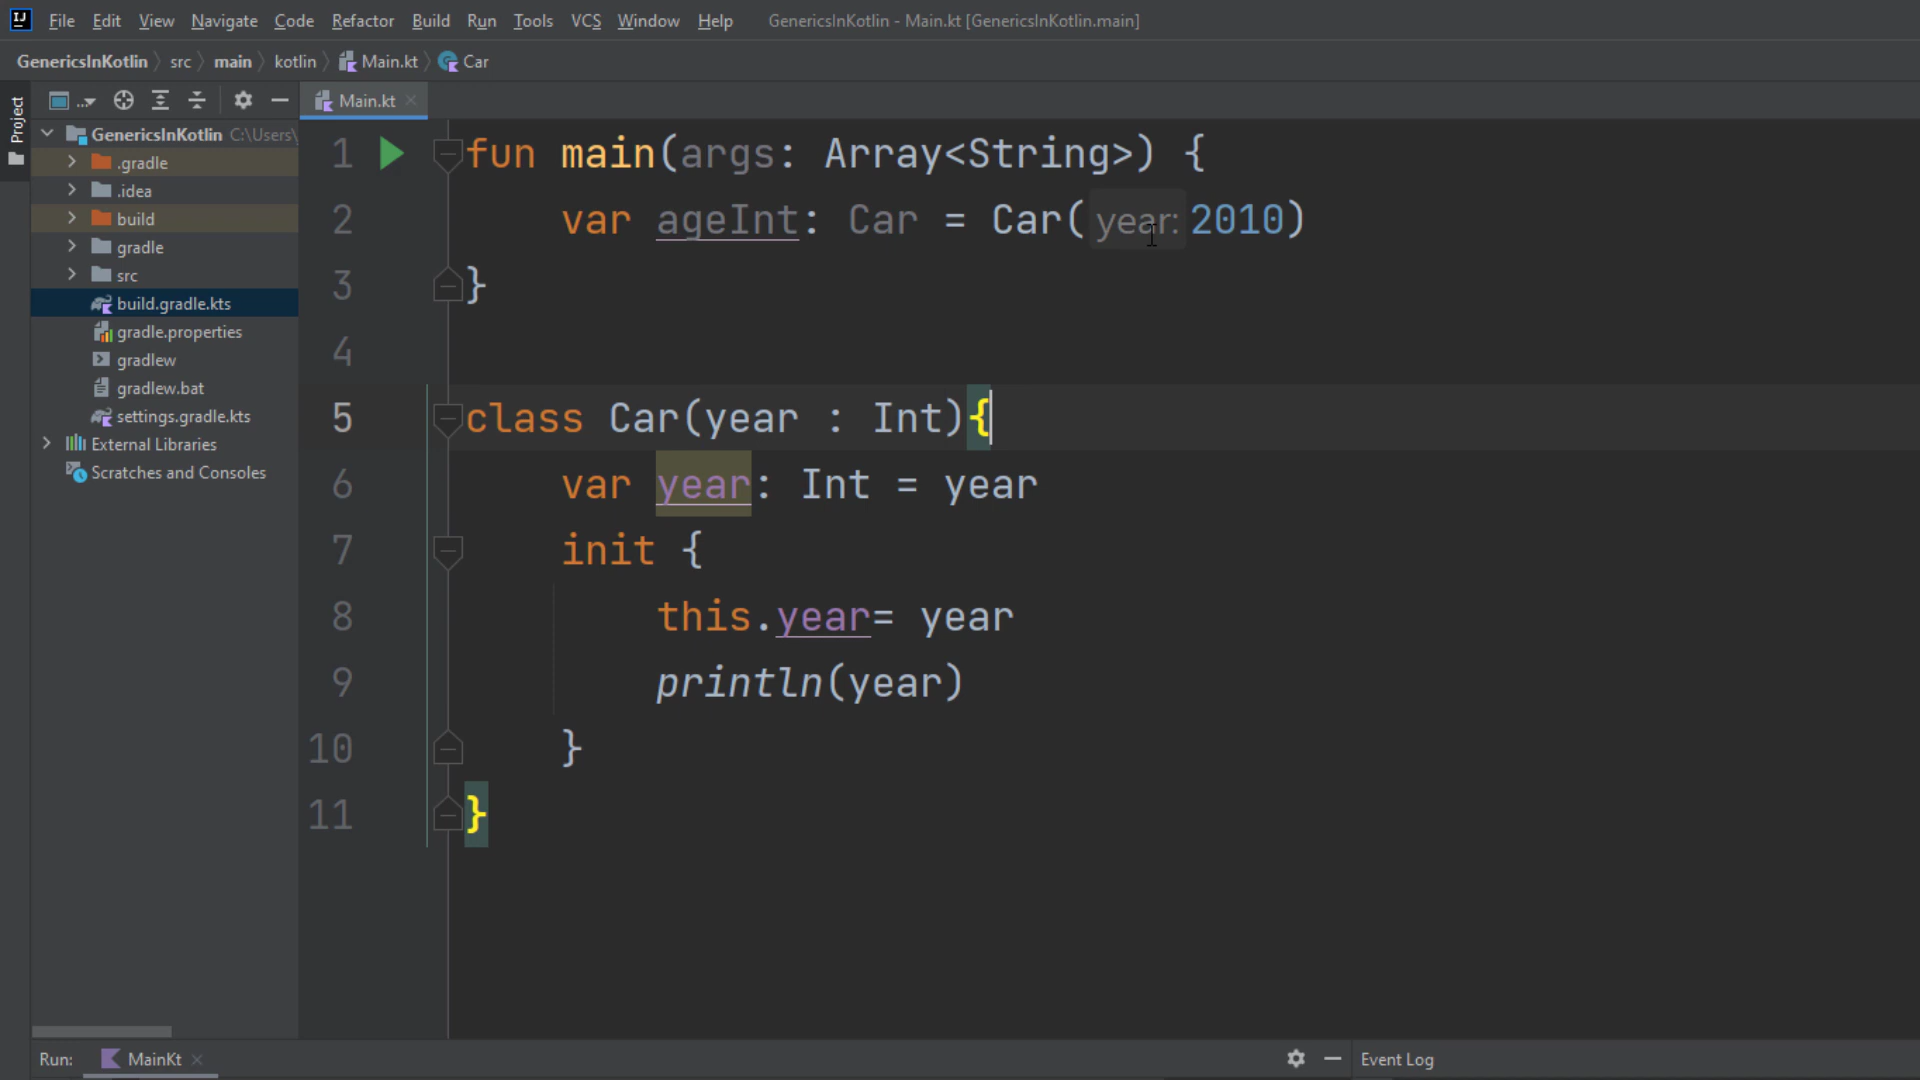 File Edit View Navigate Code Refactor Build Run Tools VCS Window Help GenericsInKotlin - Main.kt [GenericsInKotlin.main]
GenericsInKotlin src main kotlin Main.kt Car
Project
... Main.kt
GenericsInKotlin C:\Users\
.gradle
.idea
build
gradle
src
build.gradle.kts
gradle.properties
gradlew
gradlew.bat
settings.gradle.kts
External Libraries
Scratches and Consoles
1 fun main(args: Array<String>) {
2 var ageInt: Car = Car( year: 2010)
3 }
4
5 class Car(year : Int){
6 var year: Int = year
7 init {
8 this.year= year
9 println(year)
10 }
11 }
Run: MainKt Event Log